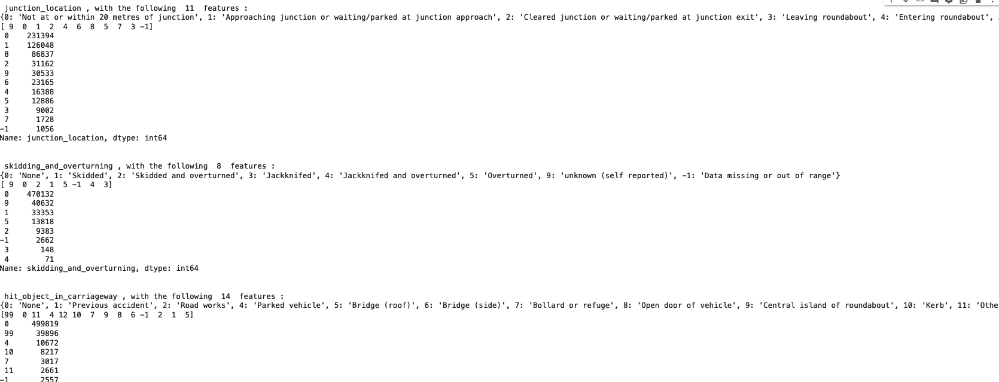 junction_location , with the following  11  features :
{0: 'Not at or within 20 metres of junction', 1: 'Approaching junction or waiting/parked at junction approach', 2: 'Cleared junction or waiting/parked at junction exit', 3: 'Leaving roundabout', 4: 'Entering roundabout',
[ 9  0  1  2  4  6  8  5  7  3 -1]
0    231394
1    126048
8     86837
2     31162
9     30533
6     23165
4     16388
5     12886
3      9002
7      1728
-1      1056
Name: junction_location, dtype: int64
skidding_and_overturning , with the following  8  features :
{0: 'None', 1: 'Skidded', 2: 'Skidded and overturned', 3: 'Jackknifed', 4: 'Jackknifed and overturned', 5: 'Overturned', 9: 'unknown (self reported)', -1: 'Data missing or out of range'}
[ 9  0  2  1  5 -1  4  3]
0    470132
9     40632
1     33353
5     13818
2      9383
-1      2662
3       148
4        71
Name: skidding_and_overturning, dtype: int64
hit_object_in_carriageway , with the following  14  features :
{0: 'None', 1: 'Previous accident', 2: 'Road works', 4: 'Parked vehicle', 5: 'Bridge (roof)', 6: 'Bridge (side)', 7: 'Bollard or refuge', 8: 'Open door of vehicle', 9: 'Central island of roundabout', 10: 'Kerb', 11: 'Othe
[99  0 11  4 12 10  7  9  8  6 -1  2  1  5]
0     499819
99     39896
4      10672
10      8217
7       3017
11      2661
-1      2557